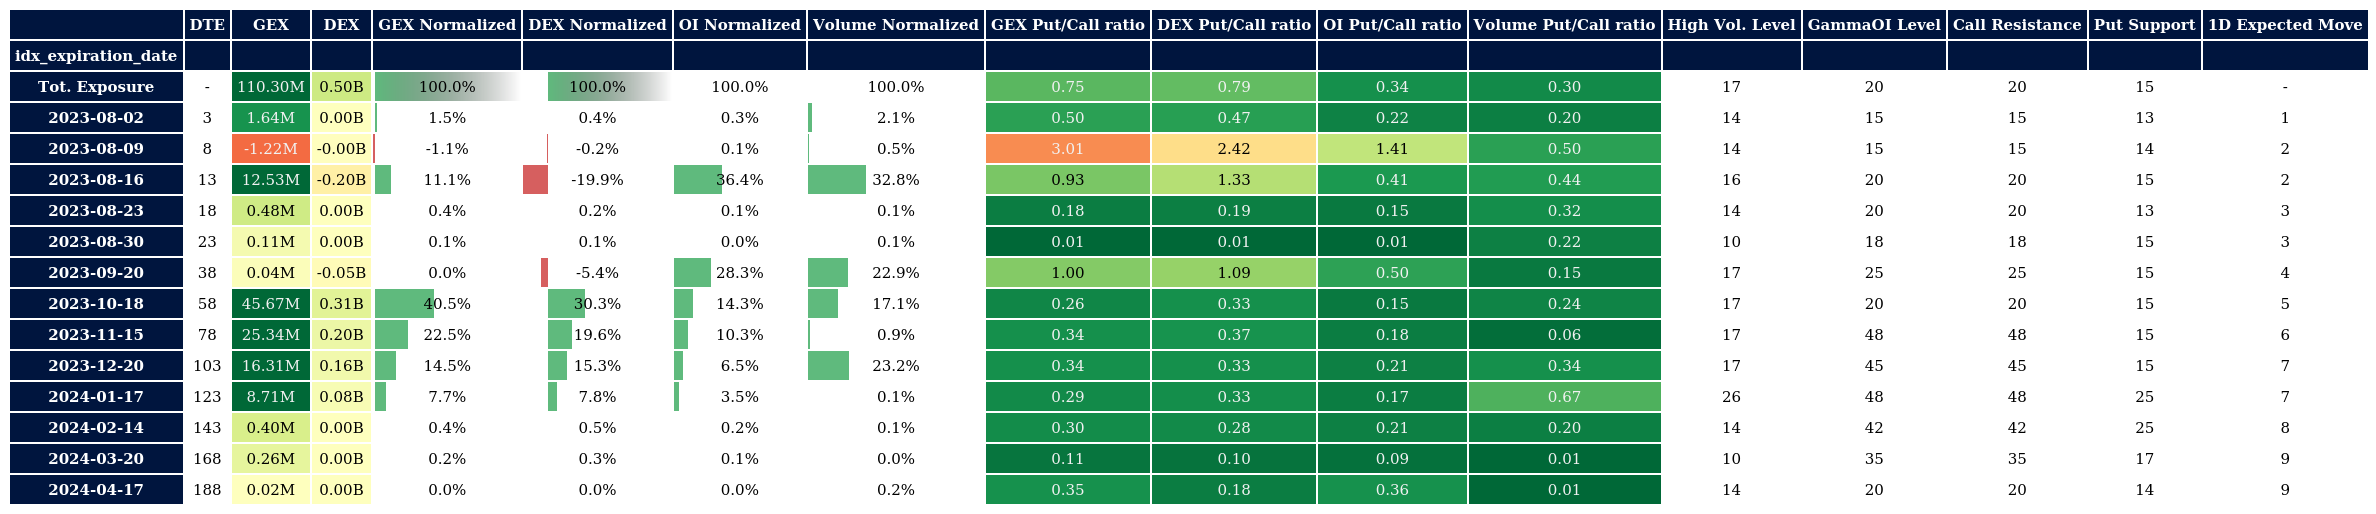 DTE GEX DEX GEX Normalized DEX Normalized OI Normalized Volume Normalized GEX Put/Call ratio DEX Put/Call ratio OI Put/Call ratio Volume Put/Call ratio High Vol. Level GammaOI Level Call Resistance Put Support 1D Expected Move
idx_expiration_date
Tot. Exposure - 110.30M 0.50B 100.0% 100.0% 100.0% 100.0% 0.75 0.79 0.34 0.30 17 20 20 15 -
2023-08-02 3 1.64M 0.00B 1.5% 0.4% 0.3% 2.1% 0.50 0.47 0.22 0.20 14 15 15 13 1
2023-08-09 8 -1.22M -0.00B -1.1% -0.2% 0.1% 0.5% 3.01 2.42 1.41 0.50 14 15 15 14 2
2023-08-16 13 12.53M -0.20B 11.1% -19.9% 36.4% 32.8% 0.93 1.33 0.41 0.44 16 20 20 15 2
2023-08-23 18 0.48M 0.00B 0.4% 0.2% 0.1% 0.1% 0.18 0.19 0.15 0.32 14 20 20 13 3
2023-08-30 23 0.11M 0.00B 0.1% 0.1% 0.0% 0.1% 0.01 0.01 0.01 0.22 10 18 18 15 3
2023-09-20 38 0.04M -0.05B 0.0% -5.4% 28.3% 22.9% 1.00 1.09 0.50 0.15 17 25 25 15 4
2023-10-18 58 45.67M 0.31B 40.5% 30.3% 14.3% 17.1% 0.26 0.33 0.15 0.24 17 20 20 15 5
2023-11-15 78 25.34M 0.20B 22.5% 19.6% 10.3% 0.9% 0.34 0.37 0.18 0.06 17 48 48 15 6
2023-12-20 103 16.31M 0.16B 14.5% 15.3% 6.5% 23.2% 0.34 0.33 0.21 0.34 17 45 45 15 7
2024-01-17 123 8.71M 0.08B 7.7% 7.8% 3.5% 0.1% 0.29 0.33 0.17 0.67 26 48 48 25 7
2024-02-14 143 0.40M 0.00B 0.4% 0.5% 0.2% 0.1% 0.30 0.28 0.21 0.20 14 42 42 25 8
2024-03-20 168 0.26M 0.00B 0.2% 0.3% 0.1% 0.0% 0.11 0.10 0.09 0.01 10 35 35 17 9
2024-04-17 188 0.02M 0.00B 0.0% 0.0% 0.0% 0.2% 0.35 0.18 0.36 0.01 14 20 20 14 9